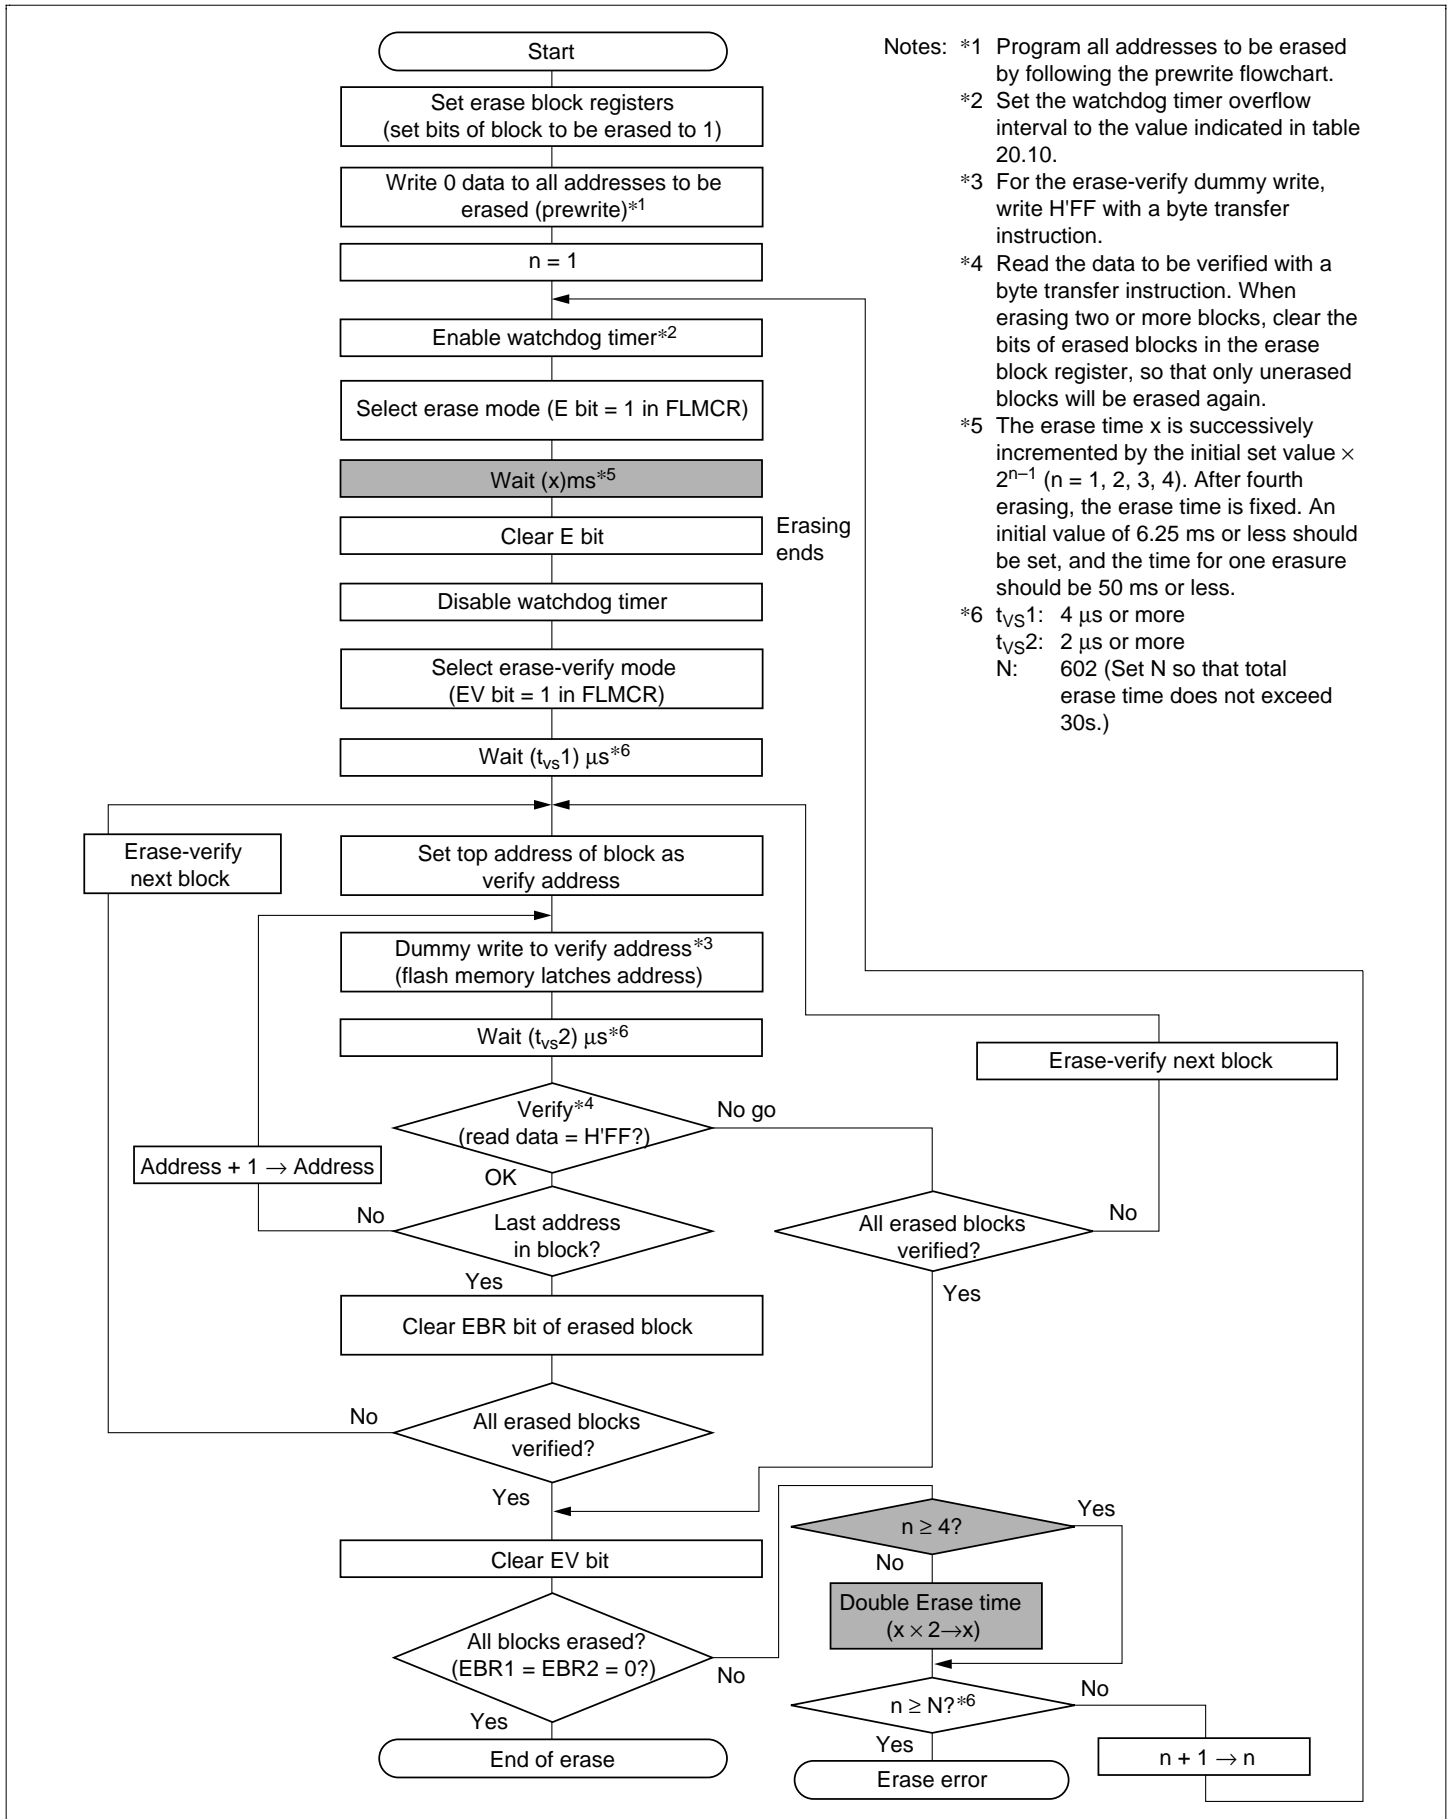 Start
Set erase block registers
(set bits of block to be erased to 1)
Write 0 data to all addresses to be
erased (prewrite)*1
n = 1
Enable watchdog timer*2
Select erase mode (E bit = 1 in FLMCR)
Wait (x)ms*5
Clear E bit
Erasing
ends
Disable watchdog timer
Select erase-verify mode
(EV bit = 1 in FLMCR)
Wait (tvs1) μs*6
Erase-verify
next block
Set top address of block as
verify address
Dummy write to verify address*3
(flash memory latches address)
Wait (tvs2) μs*6
Erase-verify next block
Verify*4
(read data = H'FF?)
No go
OK
Address + 1 → Address
No
Last address
in block?
Yes
All erased blocks
verified?
No
Yes
Clear EBR bit of erased block
No
All erased blocks
verified?
Yes
Clear EV bit
n ≥ 4?
Yes
No
Double Erase time
(x × 2→x)
All blocks erased?
(EBR1 = EBR2 = 0?)
No
Yes
End of erase
n ≥ N?*6
No
Yes
n + 1 → n
Erase error
Notes: *1 Program all addresses to be erased
by following the prewrite flowchart.
*2 Set the watchdog timer overflow
interval to the value indicated in table
20.10.
*3 For the erase-verify dummy write,
write H'FF with a byte transfer
instruction.
*4 Read the data to be verified with a
byte transfer instruction. When
erasing two or more blocks, clear the
bits of erased blocks in the erase
block register, so that only unerased
blocks will be erased again.
*5 The erase time x is successively
incremented by the initial set value ×
2n–1 (n = 1, 2, 3, 4). After fourth
erasing, the erase time is fixed. An
initial value of 6.25 ms or less should
be set, and the time for one erasure
should be 50 ms or less.
*6 tVS1: 4 μs or more
tVS2: 2 μs or more
N: 602 (Set N so that total
erase time does not exceed
30s.)